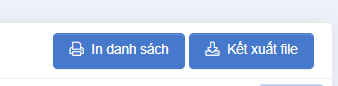 In danh sách
Kết xuất file